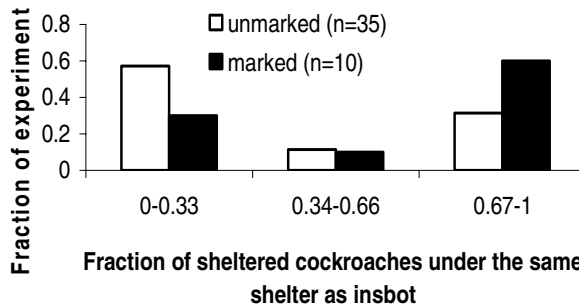 Fraction of experiment
0.8
0.6
0.4
0.2
0
unmarked (n=35)
marked (n=10)
0-0.33 0.34-0.66 0.67-1
Fraction of sheltered cockroaches under the same
shelter as insbot